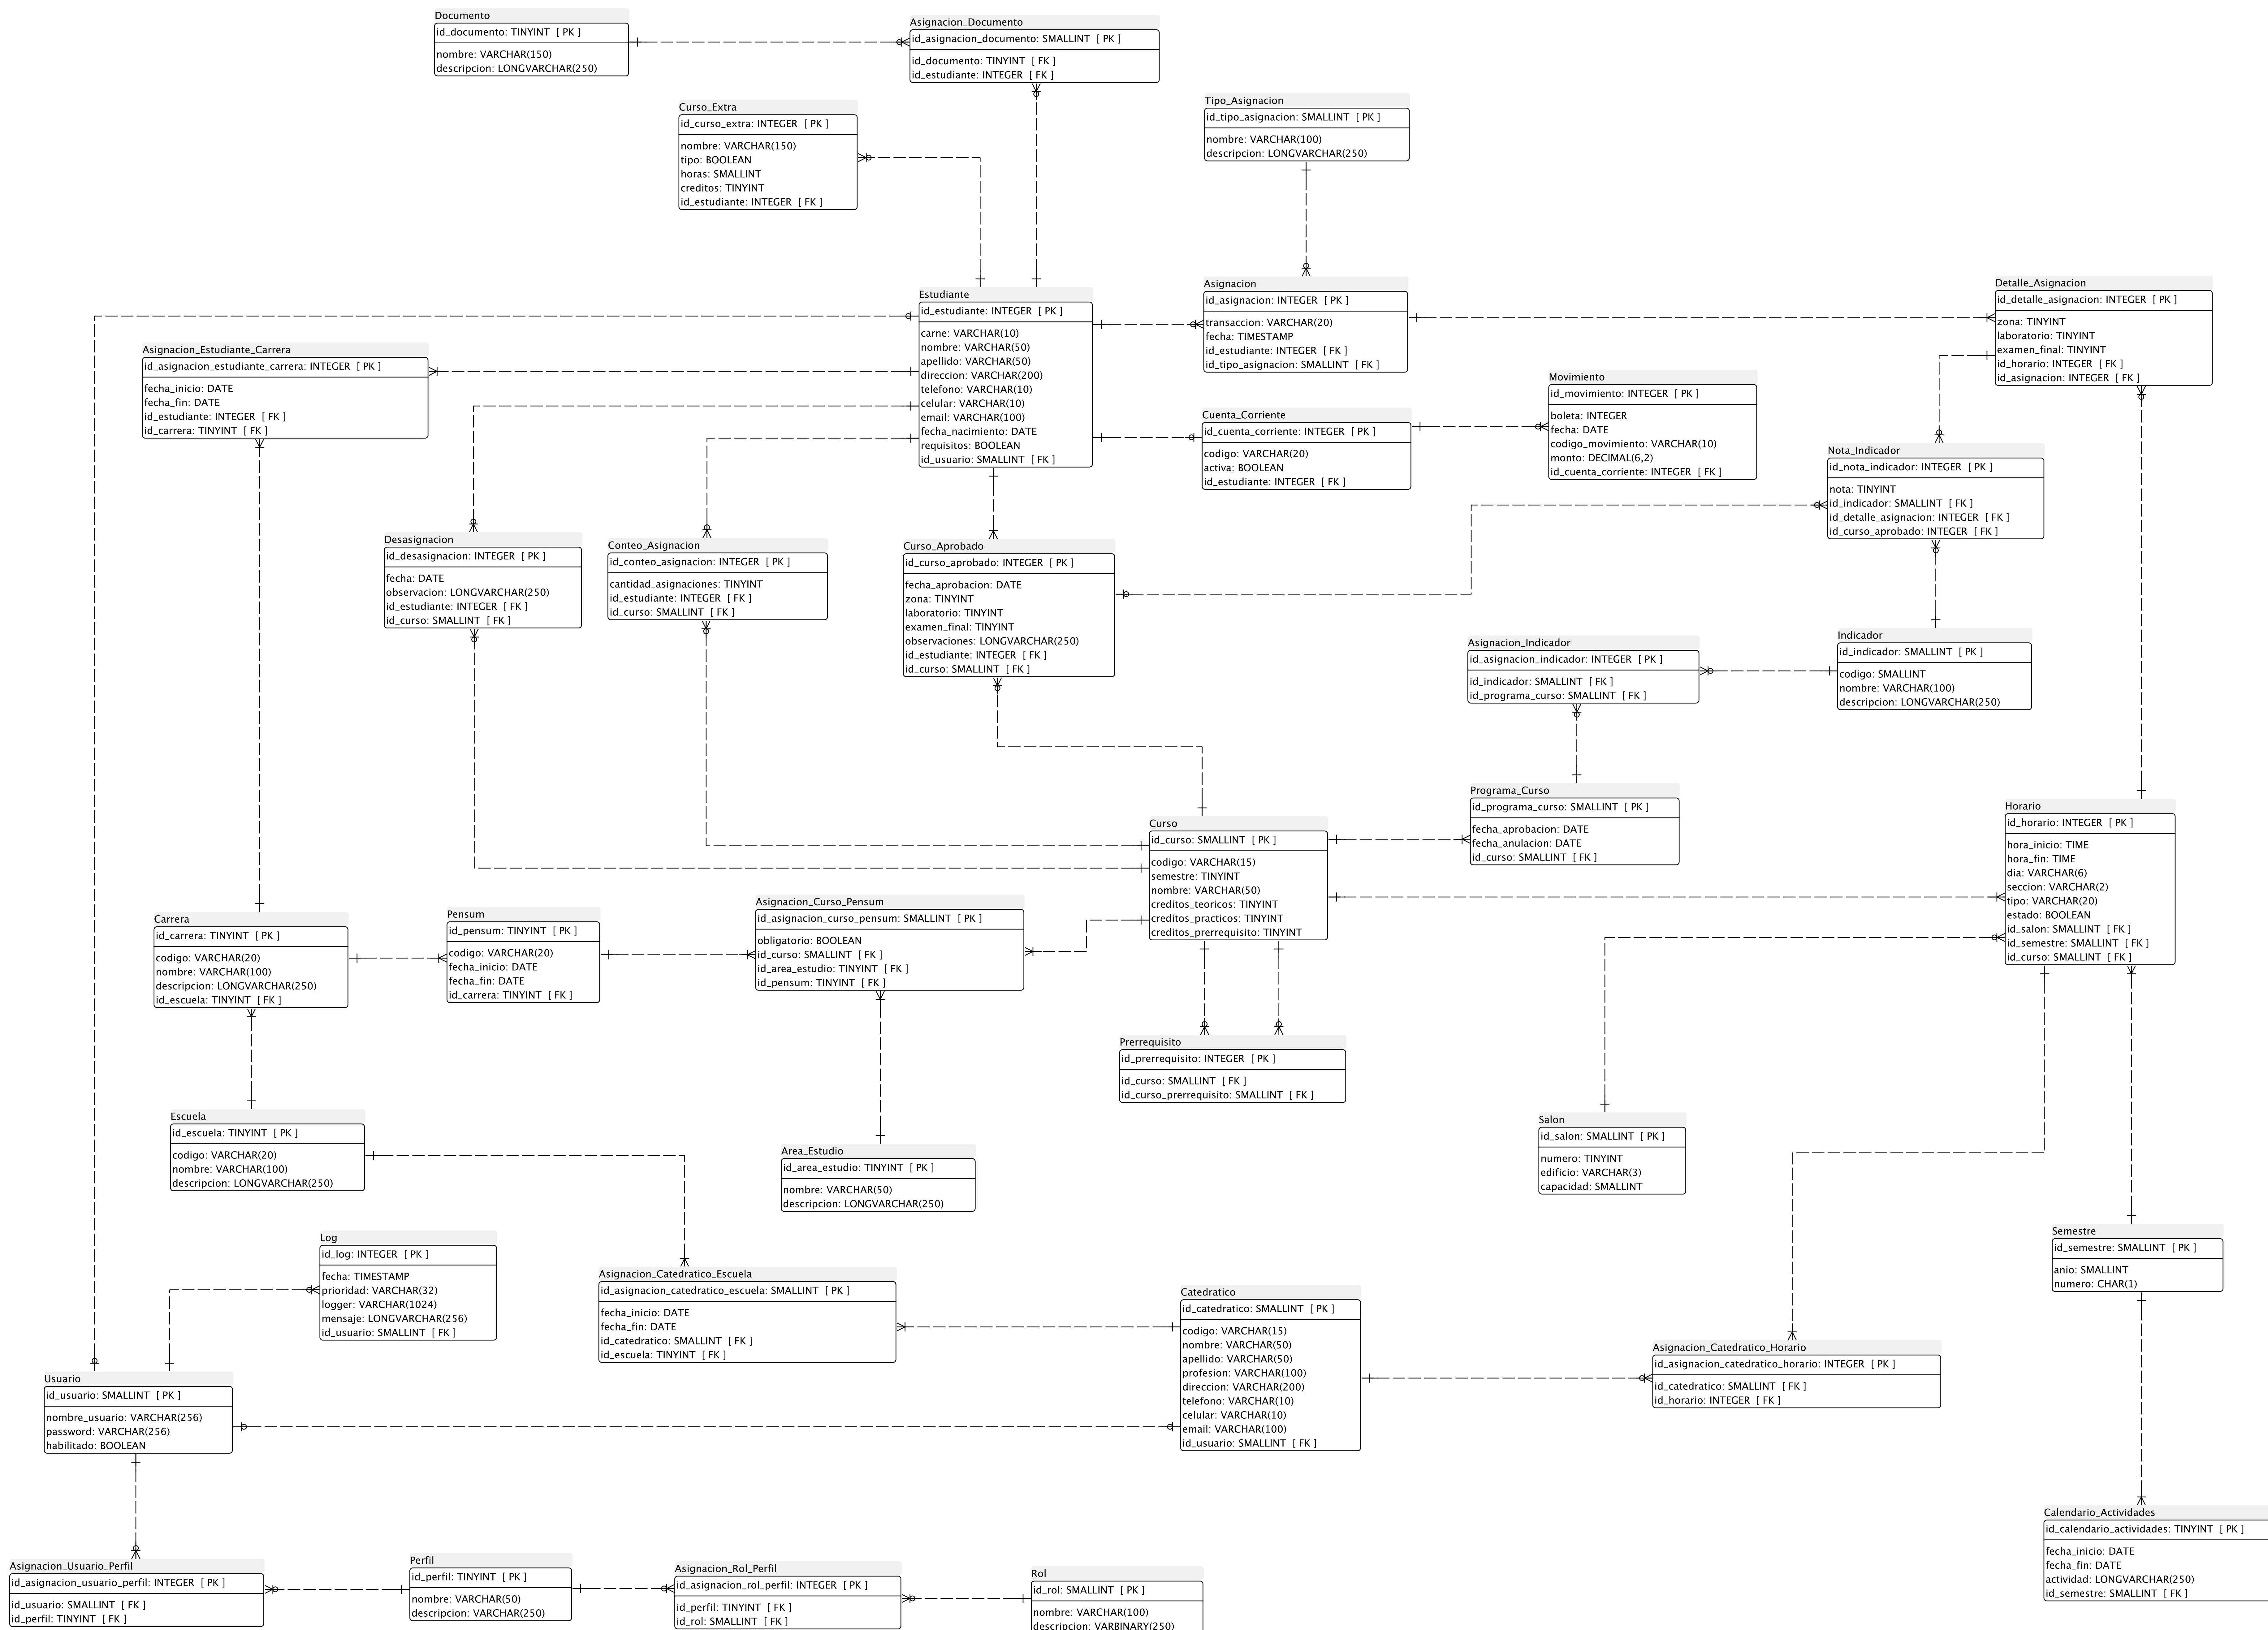 Documento
id_documento: TINYINT  [ PK ]
nombre: VARCHAR(150)
descripcion: LONGVARCHAR(250)
Asignacion_Documento
id_asignacion_documento: SMALLINT  [ PK ]
id_documento: TINYINT  [ FK ]
id_estudiante: INTEGER  [ FK ]
Curso_Extra
id_curso_extra: INTEGER  [ PK ]
nombre: VARCHAR(150)
tipo: BOOLEAN
horas: SMALLINT
creditos: TINYINT
id_estudiante: INTEGER  [ FK ]
Tipo_Asignacion
id_tipo_asignacion: SMALLINT  [ PK ]
nombre: VARCHAR(100)
descripcion: LONGVARCHAR(250)
Estudiante
id_estudiante: INTEGER  [ PK ]
carne: VARCHAR(10)
nombre: VARCHAR(50)
apellido: VARCHAR(50)
direccion: VARCHAR(200)
telefono: VARCHAR(10)
celular: VARCHAR(10)
email: VARCHAR(100)
fecha_nacimiento: DATE
requisitos: BOOLEAN
id_usuario: SMALLINT  [ FK ]
Asignacion
id_asignacion: INTEGER  [ PK ]
transaccion: VARCHAR(20)
fecha: TIMESTAMP
id_estudiante: INTEGER  [ FK ]
id_tipo_asignacion: SMALLINT  [ FK ]
Detalle_Asignacion
id_detalle_asignacion: INTEGER  [ PK ]
zona: TINYINT
laboratorio: TINYINT
examen_final: TINYINT
id_horario: INTEGER  [ FK ]
id_asignacion: INTEGER  [ FK ]
Asignacion_Estudiante_Carrera
id_asignacion_estudiante_carrera: INTEGER  [ PK ]
fecha_inicio: DATE
fecha_fin: DATE
id_estudiante: INTEGER  [ FK ]
id_carrera: TINYINT  [ FK ]
Movimiento
id_movimiento: INTEGER  [ PK ]
boleta: INTEGER
fecha: DATE
codigo_movimiento: VARCHAR(10)
monto: DECIMAL(6,2)
id_cuenta_corriente: INTEGER  [ FK ]
Cuenta_Corriente
id_cuenta_corriente: INTEGER  [ PK ]
codigo: VARCHAR(20)
activa: BOOLEAN
id_estudiante: INTEGER  [ FK ]
Nota_Indicador
id_nota_indicador: INTEGER  [ PK ]
nota: TINYINT
id_indicador: SMALLINT  [ FK ]
id_detalle_asignacion: INTEGER  [ FK ]
id_curso_aprobado: INTEGER  [ FK ]
Desasignacion
id_desasignacion: INTEGER  [ PK ]
fecha: DATE
observacion: LONGVARCHAR(250)
id_estudiante: INTEGER  [ FK ]
id_curso: SMALLINT  [ FK ]
Conteo_Asignacion
id_conteo_asignacion: INTEGER  [ PK ]
cantidad_asignaciones: TINYINT
id_estudiante: INTEGER  [ FK ]
id_curso: SMALLINT  [ FK ]
Curso_Aprobado
id_curso_aprobado: INTEGER  [ PK ]
fecha_aprobacion: DATE
zona: TINYINT
laboratorio: TINYINT
examen_final: TINYINT
observaciones: LONGVARCHAR(250)
id_estudiante: INTEGER  [ FK ]
id_curso: SMALLINT  [ FK ]
Asignacion_Indicador
id_asignacion_indicador: INTEGER  [ PK ]
id_indicador: SMALLINT  [ FK ]
id_programa_curso: SMALLINT  [ FK ]
Indicador
id_indicador: SMALLINT  [ PK ]
codigo: SMALLINT
nombre: VARCHAR(100)
descripcion: LONGVARCHAR(250)
Programa_Curso
id_programa_curso: SMALLINT  [ PK ]
fecha_aprobacion: DATE
fecha_anulacion: DATE
id_curso: SMALLINT  [ FK ]
Horario
id_horario: INTEGER  [ PK ]
hora_inicio: TIME
hora_fin: TIME
dia: VARCHAR(6)
seccion: VARCHAR(2)
tipo: VARCHAR(20)
estado: BOOLEAN
id_salon: SMALLINT  [ FK ]
id_semestre: SMALLINT  [ FK ]
id_curso: SMALLINT  [ FK ]
Curso
id_curso: SMALLINT  [ PK ]
codigo: VARCHAR(15)
semestre: TINYINT
nombre: VARCHAR(50)
creditos_teoricos: TINYINT
creditos_practicos: TINYINT
creditos_prerrequisito: TINYINT
Carrera
id_carrera: TINYINT  [ PK ]
codigo: VARCHAR(20)
nombre: VARCHAR(100)
descripcion: LONGVARCHAR(250)
id_escuela: TINYINT  [ FK ]
Pensum
id_pensum: TINYINT  [ PK ]
codigo: VARCHAR(20)
fecha_inicio: DATE
fecha_fin: DATE
id_carrera: TINYINT  [ FK ]
Asignacion_Curso_Pensum
id_asignacion_curso_pensum: SMALLINT  [ PK ]
obligatorio: BOOLEAN
id_curso: SMALLINT  [ FK ]
id_area_estudio: TINYINT  [ FK ]
id_pensum: TINYINT  [ FK ]
Prerrequisito
id_prerrequisito: INTEGER  [ PK ]
id_curso: SMALLINT  [ FK ]
id_curso_prerrequisito: SMALLINT  [ FK ]
Escuela
id_escuela: TINYINT  [ PK ]
codigo: VARCHAR(20)
nombre: VARCHAR(100)
descripcion: LONGVARCHAR(250)
Area_Estudio
id_area_estudio: TINYINT  [ PK ]
nombre: VARCHAR(50)
descripcion: LONGVARCHAR(250)
Salon
id_salon: SMALLINT  [ PK ]
numero: TINYINT
edificio: VARCHAR(3)
capacidad: SMALLINT
Log
id_log: INTEGER  [ PK ]
fecha: TIMESTAMP
prioridad: VARCHAR(32)
logger: VARCHAR(1024)
mensaje: LONGVARCHAR(256)
id_usuario: SMALLINT  [ FK ]
Asignacion_Catedratico_Escuela
id_asignacion_catedratico_escuela: SMALLINT  [ PK ]
fecha_inicio: DATE
fecha_fin: DATE
id_catedratico: SMALLINT  [ FK ]
id_escuela: TINYINT  [ FK ]
Semestre
id_semestre: SMALLINT  [ PK ]
anio: SMALLINT
numero: CHAR(1)
Catedratico
id_catedratico: SMALLINT  [ PK ]
codigo: VARCHAR(15)
nombre: VARCHAR(50)
apellido: VARCHAR(50)
profesion: VARCHAR(100)
direccion: VARCHAR(200)
telefono: VARCHAR(10)
celular: VARCHAR(10)
email: VARCHAR(100)
id_usuario: SMALLINT  [ FK ]
Asignacion_Catedratico_Horario
id_asignacion_catedratico_horario: INTEGER  [ PK ]
id_catedratico: SMALLINT  [ FK ]
id_horario: INTEGER  [ FK ]
Usuario
id_usuario: SMALLINT  [ PK ]
nombre_usuario: VARCHAR(256)
password: VARCHAR(256)
habilitado: BOOLEAN
Calendario_Actividades
id_calendario_actividades: TINYINT  [ PK ]
fecha_inicio: DATE
fecha_fin: DATE
actividad: LONGVARCHAR(250)
id_semestre: SMALLINT  [ FK ]
Asignacion_Usuario_Perfil
id_asignacion_usuario_perfil: INTEGER  [ PK ]
id_usuario: SMALLINT  [ FK ]
id_perfil: TINYINT  [ FK ]
Perfil
id_perfil: TINYINT  [ PK ]
nombre: VARCHAR(50)
descripcion: VARCHAR(250)
Asignacion_Rol_Perfil
id_asignacion_rol_perfil: INTEGER  [ PK ]
id_perfil: TINYINT  [ FK ]
id_rol: SMALLINT  [ FK ]
Rol
id_rol: SMALLINT  [ PK ]
nombre: VARCHAR(100)
descripcion: VARBINARY(250)